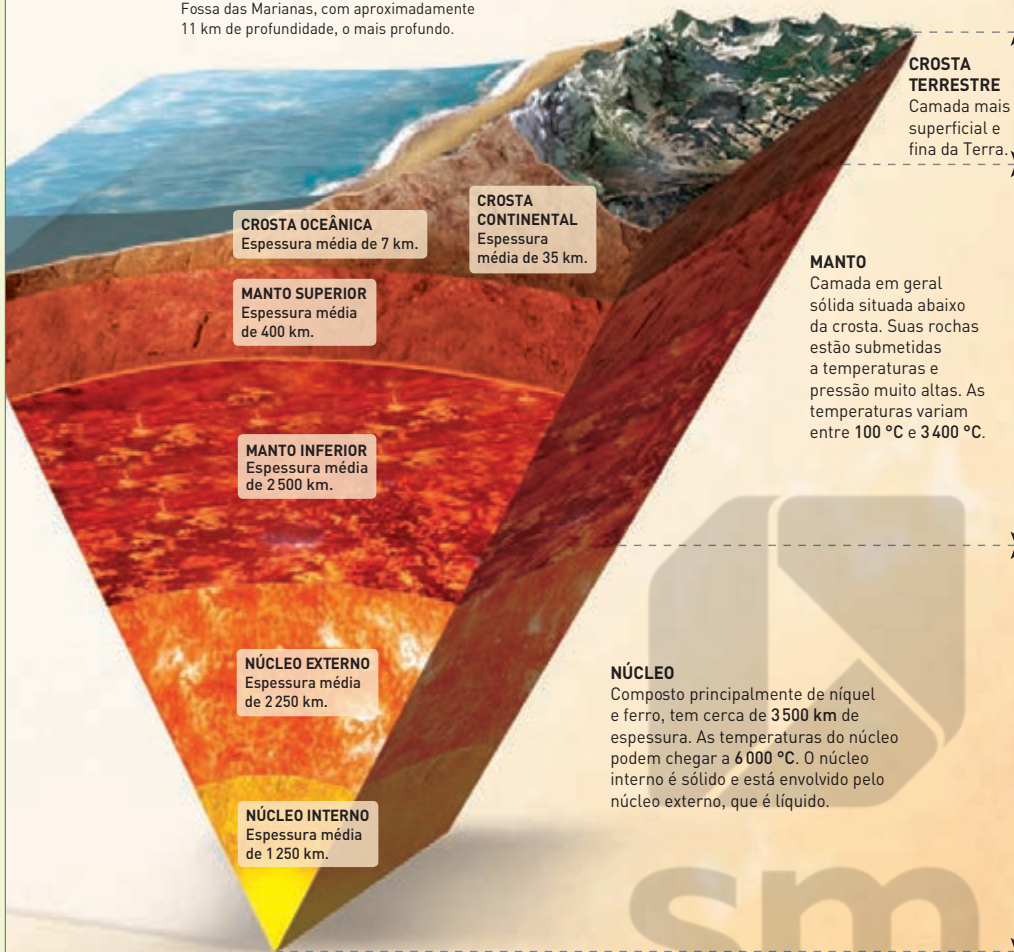 Fossa das Marianas, com aproximadamente
11 km de profundidade, o mais profundo.
CROSTA
TERRESTRE
Camada mais
superficial e
fina da Terra.
CROSTA OCEÂNICA
Espessura média de 7 km.
CROSTA
CONTINENTAL
Espessura
média de 35 km.
MANTO SUPERIOR
Espessura média
de 400 km.
MANTO
Camada em geral
sólida situada abaixo
da crosta. Suas rochas
estão submetidas
a temperaturas e
pressão muito altas. As
temperaturas variam
entre 100 °C e 3 400 °C.
MANTO INFERIOR
Espessura média
de 2 500 km.
NÚCLEO EXTERNO
Espessura média
de 2 250 km.
NÚCLEO
Composto principalmente de níquel
e ferro, tem cerca de 3 500 km de
espessura. As temperaturas do núcleo
podem chegar a 6 000 °C. O núcleo
interno é sólido e está envolvido pelo
núcleo externo, que é líquido.
NÚCLEO INTERNO
Espessura média
de 1 250 km.
sm